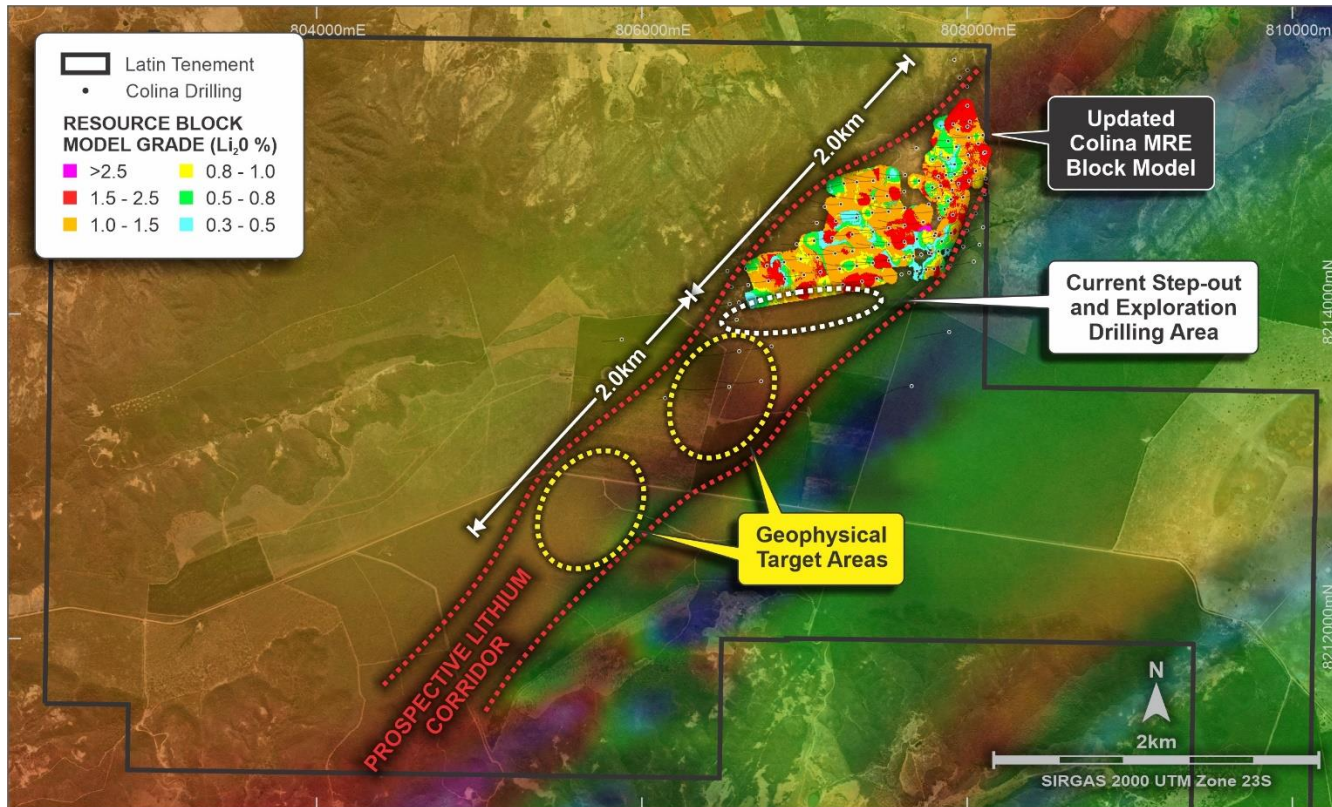 804000mE
806000mE
808000mE
810000m
Latin Tenement
Colina Drilling
RESOURCE BLOCK
MODEL GRADE (Li₂0 %)
>2.5
0.8 - 1.0
1.5 - 2.5
0.5 - 0.8
1.0 - 1.5
0.3 - 0.5
2.0km
Updated
Colina MRE
Block Model
Current Step-out
and Exploration
Drilling Area
8214000mN
2.0km
Geophysical
Target Areas
PROSPECTIVE LITHIUM
CORRIDOR
8212000mN
N
2km
SIRGAS 2000 UTM Zone 23S